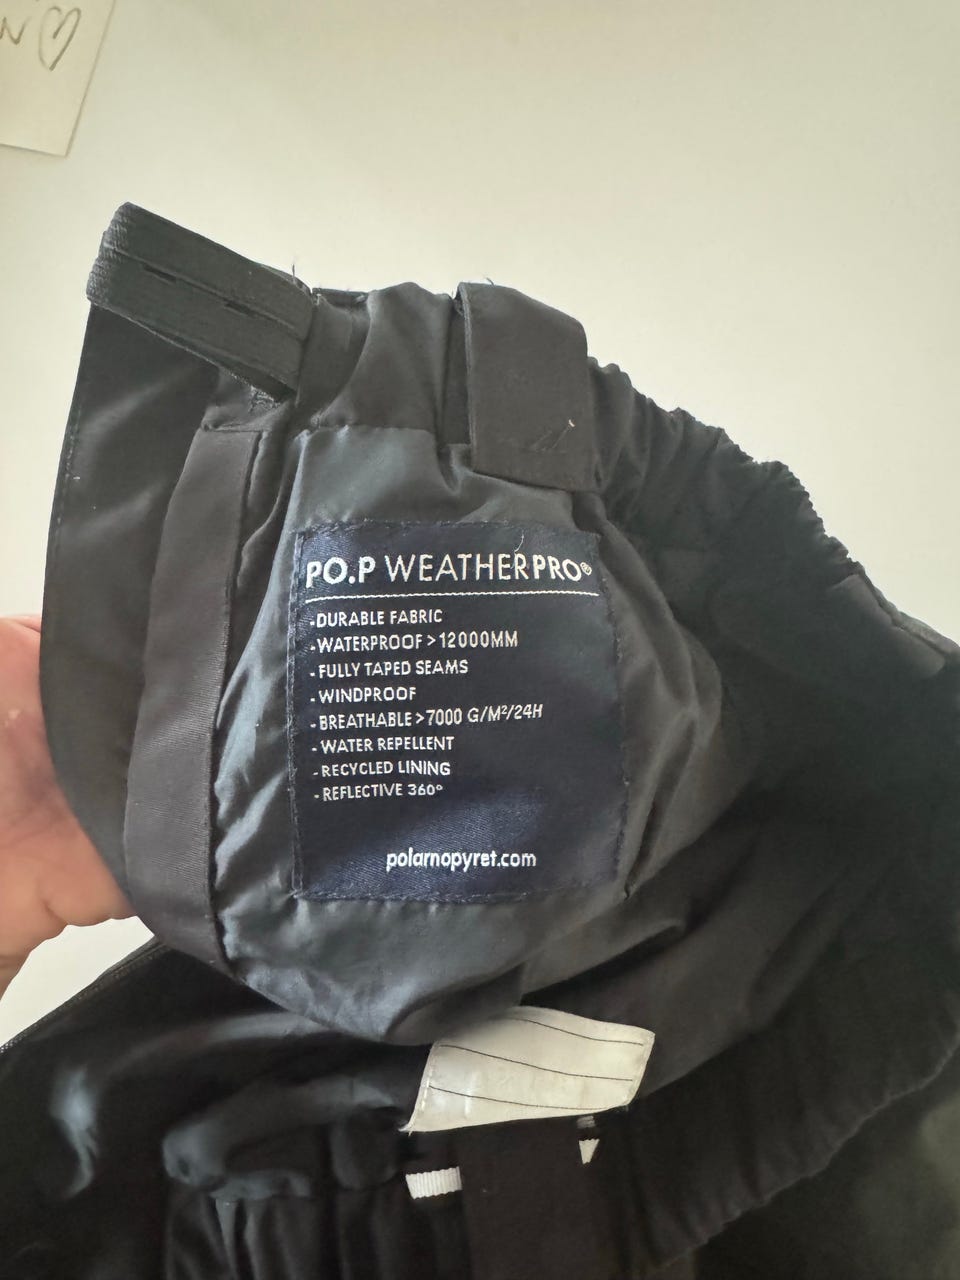 N♡
PO.P WEATHERPRO®
-DURABLE FABRIC
-WATERPROOF >12000MM
-FULLY TAPED SEAMS
-WINDPROOF
-BREATHABLE >7000 G/M²/24H
-WATER REPELLENT
-RECYCLED LINING
-REFLECTIVE 360°
polarnopyret.com